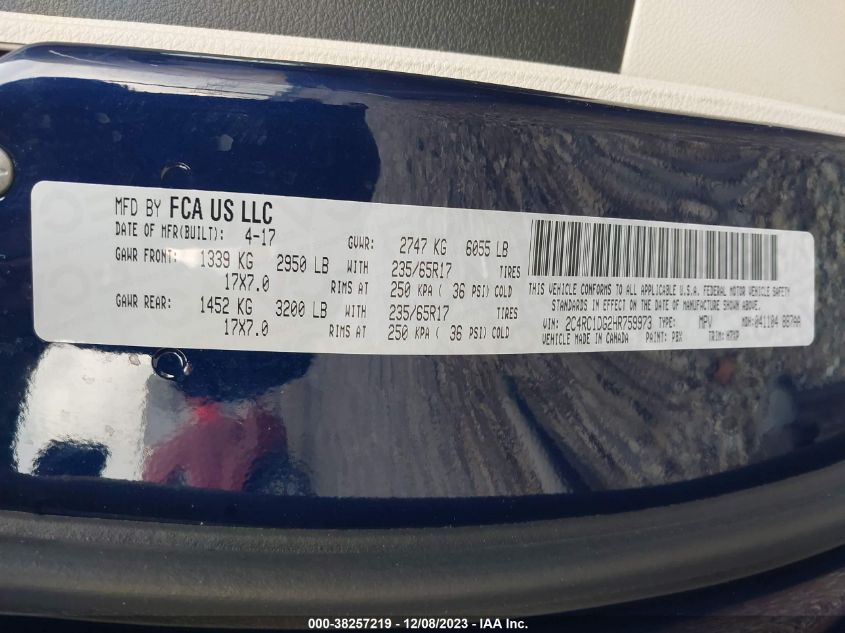 MFD BY FCA US LLC
DATE OF MFR(BUILT): 4-17 GVWR: 2747 KG 6055 LB
GAWR FRONT: 1339 KG 2950 LB WITH 235/65R17 TIRES
17X7.0 RIMS AT 250 KPA ( 36 PSI) COLD
GAWR REAR: 1452 KG 3200 LB WITH 235/65R17 TIRES
17X7.0 RIMS AT 250 KPA ( 36 PSI) COLD
THIS VEHICLE CONFORMS TO ALL APPLICABLE U.S.A. FEDERAL MOTOR VEHICLE SAFETY
STANDARDS IN EFFECT ON THE DATE OF MANUFACTURE SHOWN ABOVE.
VIN: 2C4RC1DG2HR759973 TYPE: MPV MDH: 041104 887AA
VEHICLE MADE IN CANADA PAINT: PBX TRIM:
000-38257219 - 12/08/2023 - IAA Inc.